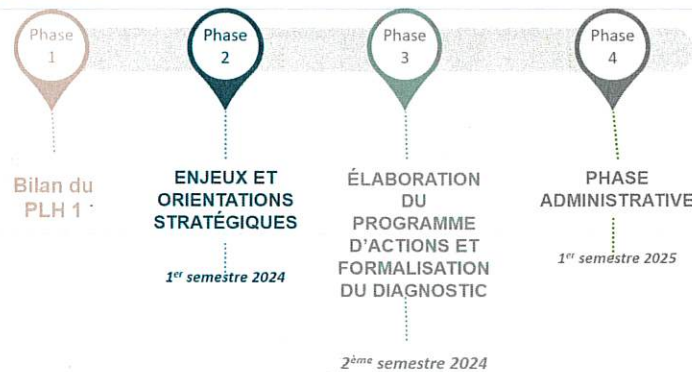 Phase
1
Phase
2
Phase
3
Phase
4
Bilan du
PLH 1
ENJEUX ET
ORIENTATIONS
STRATÉGIQUES
1er semestre 2024
ÉLABORATION
DU
PROGRAMME
D'ACTIONS ET
FORMALISATION
DU DIAGNOSTIC
2ème semestre 2024
PHASE
ADMINISTRATIVE
1er semestre 2025